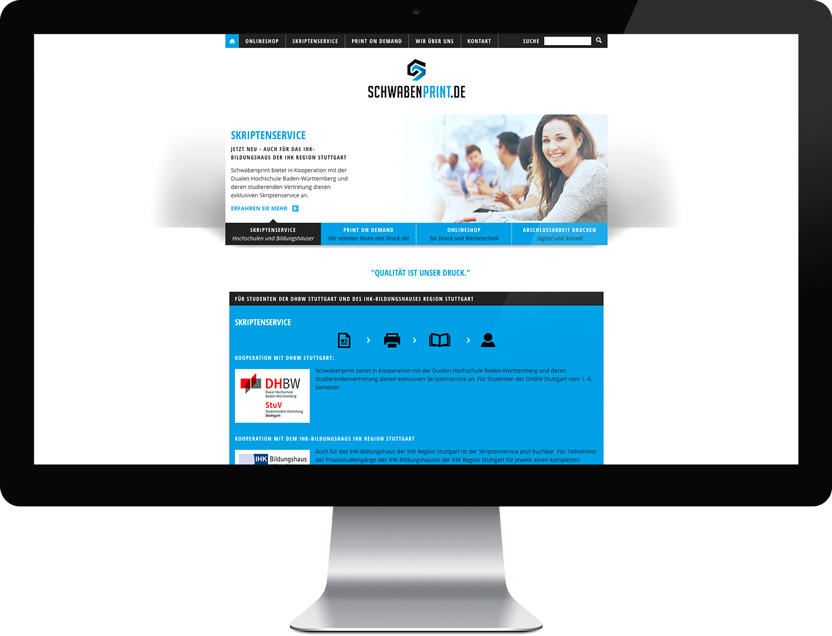 ONLINESHOP SKRIPTENSERVICE PRINT ON DEMAND WIR ÜBER UNS KONTAKT SUCHE
SCHWABENPRINT.DE
SKRIPTENSERVICE
JETZT NEU - AUCH FÜR DAS IHK-
BILDUNGSHAUS DER IHK REGION STUTTGART
Schwabenprint bietet in Kooperation mit der
Dualen Hochschule Baden-Württemberg und
deren studierenden Vertretung diesen
exklusiven Skriptenservice an.
ERFAHREN SIE MEHR
SKRIPTENSERVICE
Hochschulen und Bildungshäuser
PRINT ON DEMAND
Wir nehmen Ihnen den Druck ab!
ONLINESHOP
für Druck und Werbetechnik
ABSCHLUSSARBEIT DRUCKEN
Digital und Schnell
"QUALITÄT IST UNSER DRUCK."
FÜR STUDENTEN DER DHBW STUTTGART UND DES IHK-BILDUNGSHAUSES REGION STUTTGART
SKRIPTENSERVICE
KOOPERATION MIT DHBW STUTTGART:
DHBW
Duale Hochschule
Baden-Württemberg
StuV
Studierenden-Vertretung
Stuttgart
Schwabenprint bietet in Kooperation mit der Dualen Hochschule Baden-Württemberg und deren
Studierendenvertretung diesen exklusiven Skriptenservice an. Für Studenten der DHBW Stuttgart vom 1.-6.
Semester
KOOPERATION MIT DEM IHK-BILDUNGSHAUS IHR REGION STUTTGART
IHK Bildungshaus
Auch für das IHK-Bildungshaus der IHK Region Stuttgart ist der Skriptenservice jetzt buchbar. Für Teilnehmer
der Praxisstudiengänge des IHK-Bildungshauses der IHK Region Stuttgart für jeweils einen kompletten